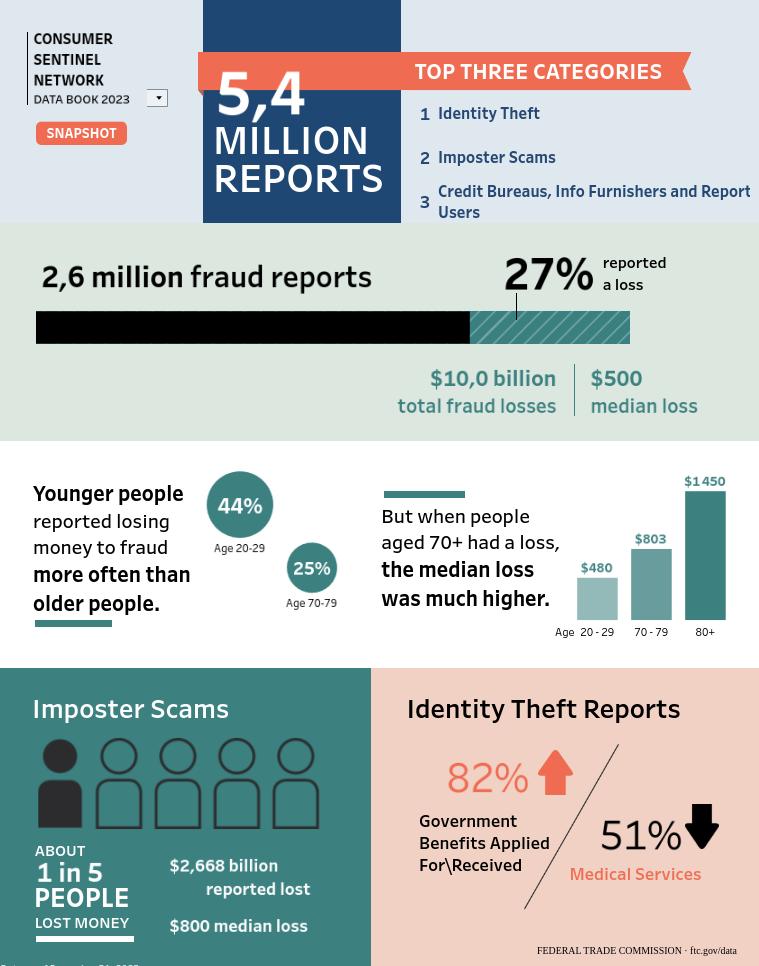 CONSUMER
SENTINEL
NETWORK
DATA BOOK 2023
SNAPSHOT
5,4
MILLION
REPORTS
TOP THREE CATEGORIES
1 Identity Theft
2 Imposter Scams
3 Credit Bureaus, Info Furnishers and Report
Users
2,6 million fraud reports
27% reported
a loss
$10,0 billion
total fraud losses
$500
median loss
Younger people
reported losing
money to fraud
more often than
older people.
44%
Age 20-29
25%
Age 70-79
But when people
aged 70+ had a loss,
the median loss
was much higher.
$480
$803
$1450
Age 20 - 29 70 - 79 80+
Imposter Scams
ABOUT
1 in 5
PEOPLE
LOST MONEY
$2,668 billion
reported lost
$800 median loss
Identity Theft Reports
82%
Government
Benefits Applied
For\Received
51%
Medical Services
FEDERAL TRADE COMMISSION · ftc.gov/data